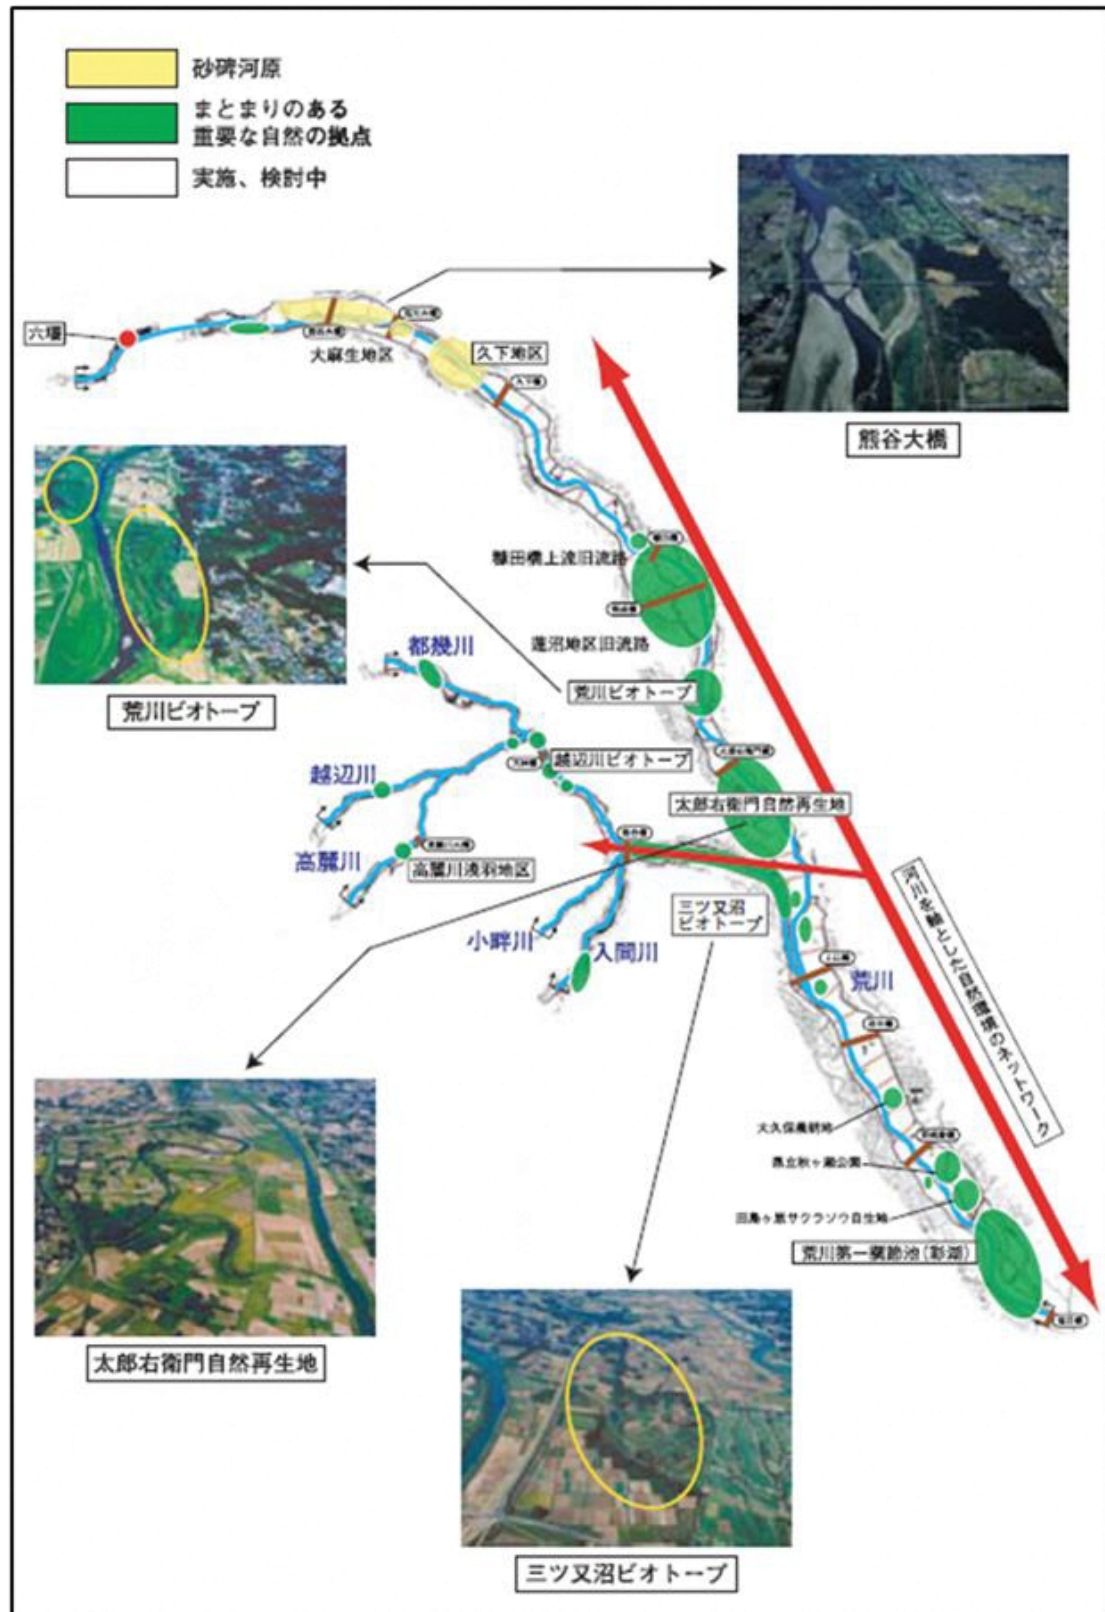 砂礫河原
まとまりのある
重要な自然の拠点
実施、検討中
六堰
大麻生地区
久下地区
熊谷大橋
糠田橋上流旧流路
蓮沼地区旧流路
荒川ビオトープ
都幾川
荒川ビオトープ
越辺川ビオトープ
越辺川
太郎右衛門自然再生地
高麗川
高麗川浅羽地区
三ツ又沼
ビオトープ
小畔川
入間川
荒川
河川を軸とした自然環境のネットワーク
大久保農耕地
県立秋ヶ瀬公園
田島ヶ原サクラソウ自生地
荒川第一調節池(彩湖)
太郎右衛門自然再生地
三ツ又沼ビオトープ